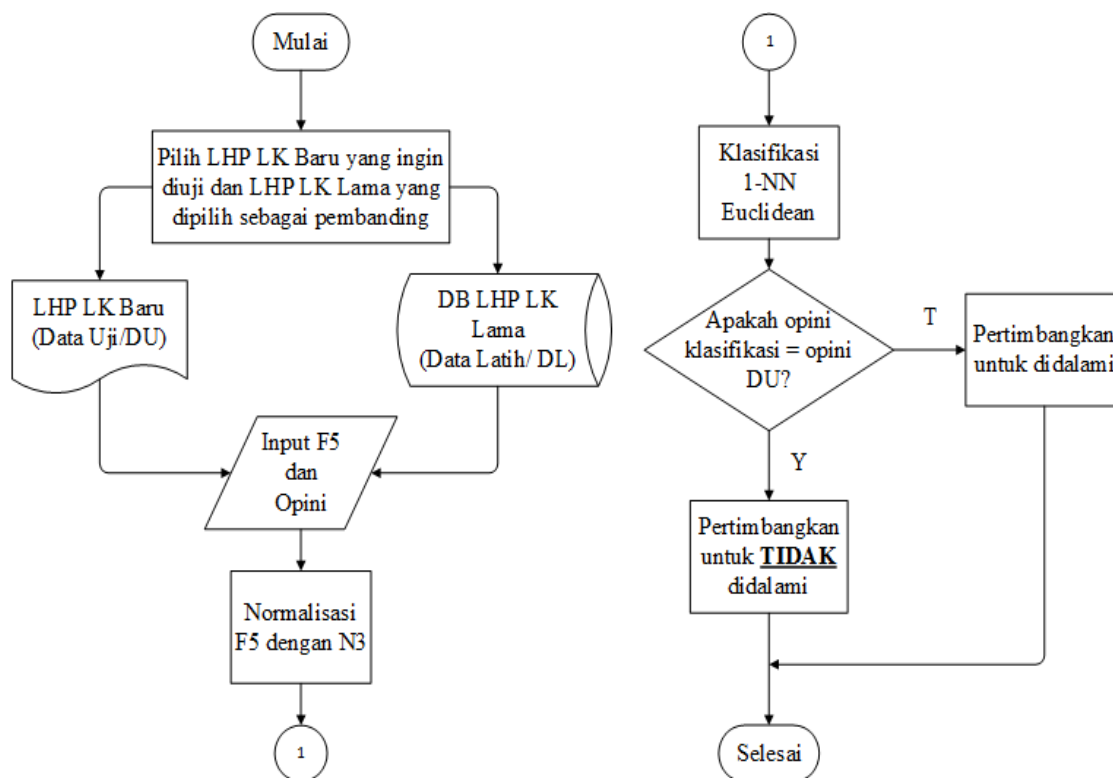 Mulai
Pilih LHP LK Baru yang ingin
diuji dan LHP LK Lama yang
dipilih sebagai pembanding
LHP LK Baru
(Data Uji/DU)
DB LHP LK
Lama
(Data Latih/ DL)
Input F5
dan
Opini
Normalisasi
F5 dengan N3
1
1
Klasifikasi
1-NN
Euclidean
Apakah opini
klasifikasi = opini
DU?
T
Pertimbangkan
untuk didalami
Y
Pertimbangkan
untuk TIDAK
didalami
Selesai